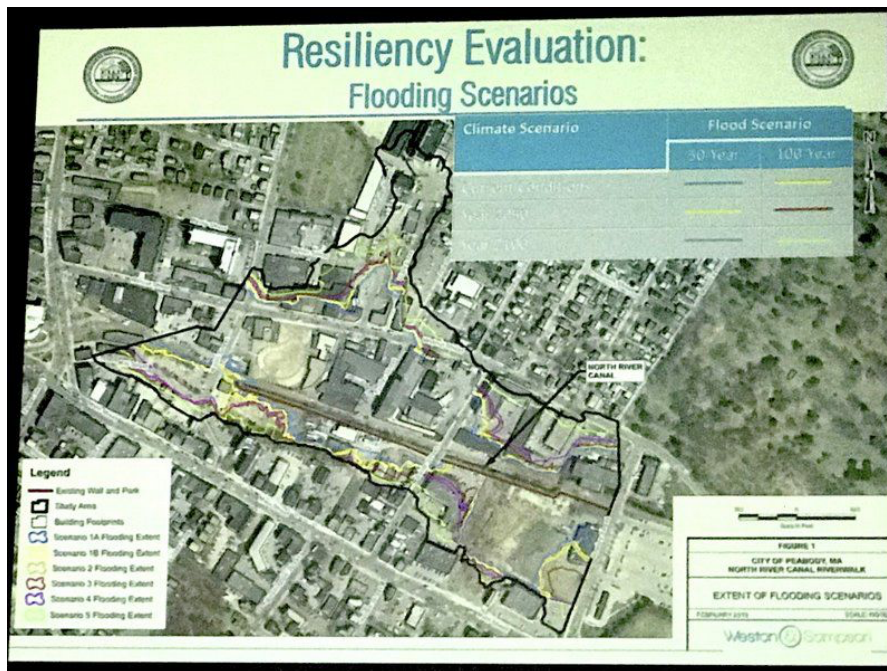 Resiliency Evaluation:
Flooding Scenarios
Climate Scenario
Flood Scenario
50-Year
100-Year
Current Conditions
N
NORTH RIVER
CANAL
Legend
Existing Wall and Park
Study Area
Building Footprints
Scenario 1A Flooding Extent
Scenario 1B Flooding Extent
Scenario 2 Flooding Extent
Scenario 3 Flooding Extent
Scenario 4 Flooding Extent
Scenario 5 Flooding Extent
FIGURE 1
CITY OF PEABODY, MA
NORTH RIVER CANAL RIVERWALK
EXTENT OF FLOODING SCENARIOS
Weston & Sampson